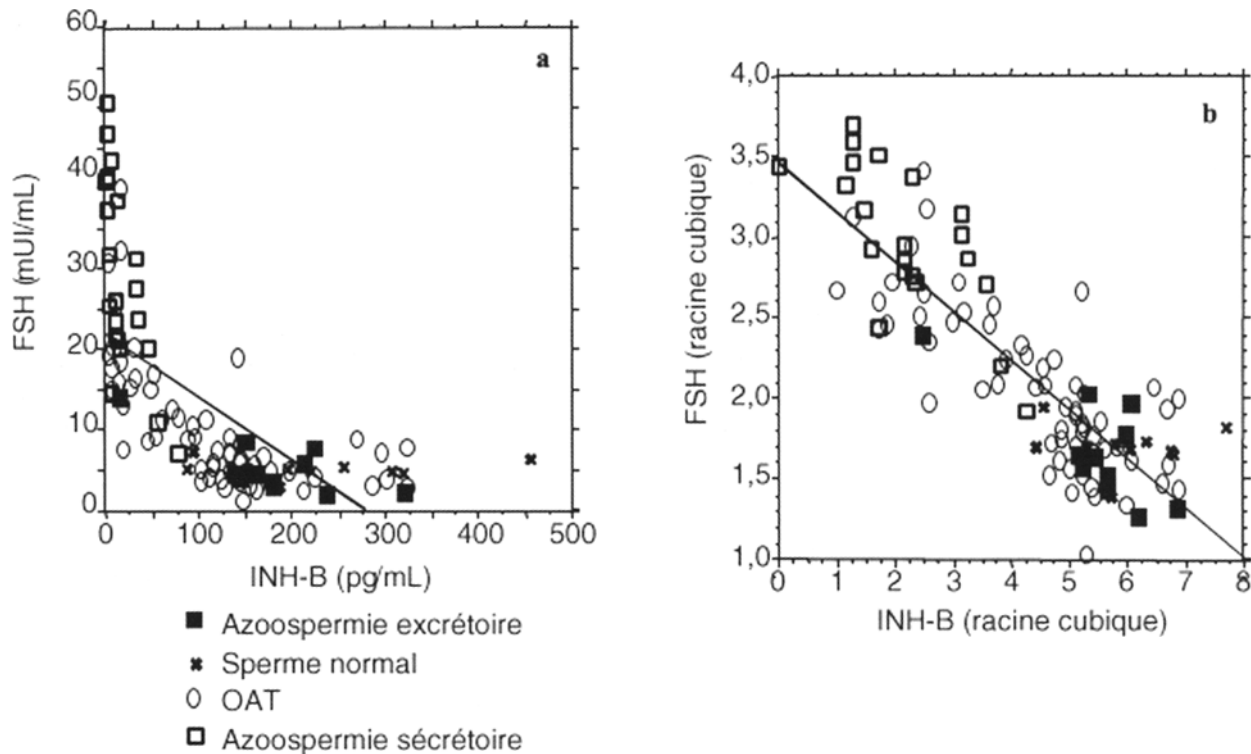 a
60
50
40
30
20
10
0
FSH (mUI/mL)
0 100 200 300 400 500
INH-B (pg/mL)
Azoospermie excrétoire
Sperme normal
OAT
Azoospermie sécrétoire
b
4,0
3,5
3,0
2,5
2,0
1,5
1,0
FSH (racine cubique)
0 1 2 3 4 5 6 7 8
INH-B (racine cubique)